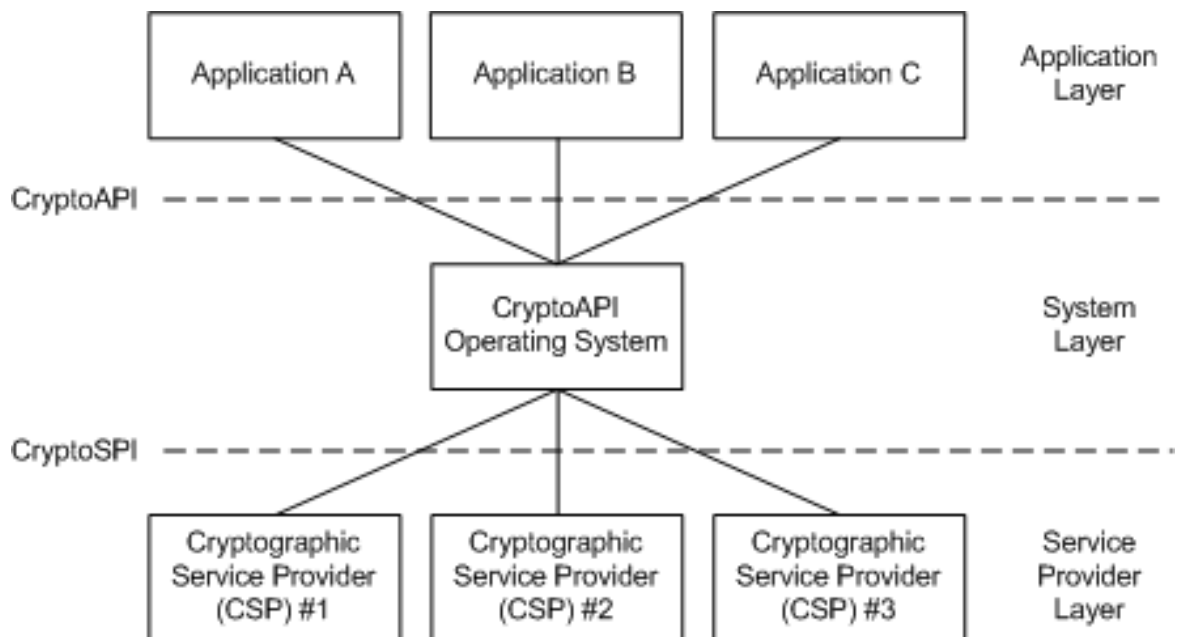 Application A
Application B
Application C
Application
Layer
CryptoAPI
CryptoAPI
Operating System
System
Layer
CryptoSPI
Cryptographic
Service Provider
(CSP) #1
Cryptographic
Service Provider
(CSP) #2
Cryptographic
Service Provider
(CSP) #3
Service
Provider
Layer